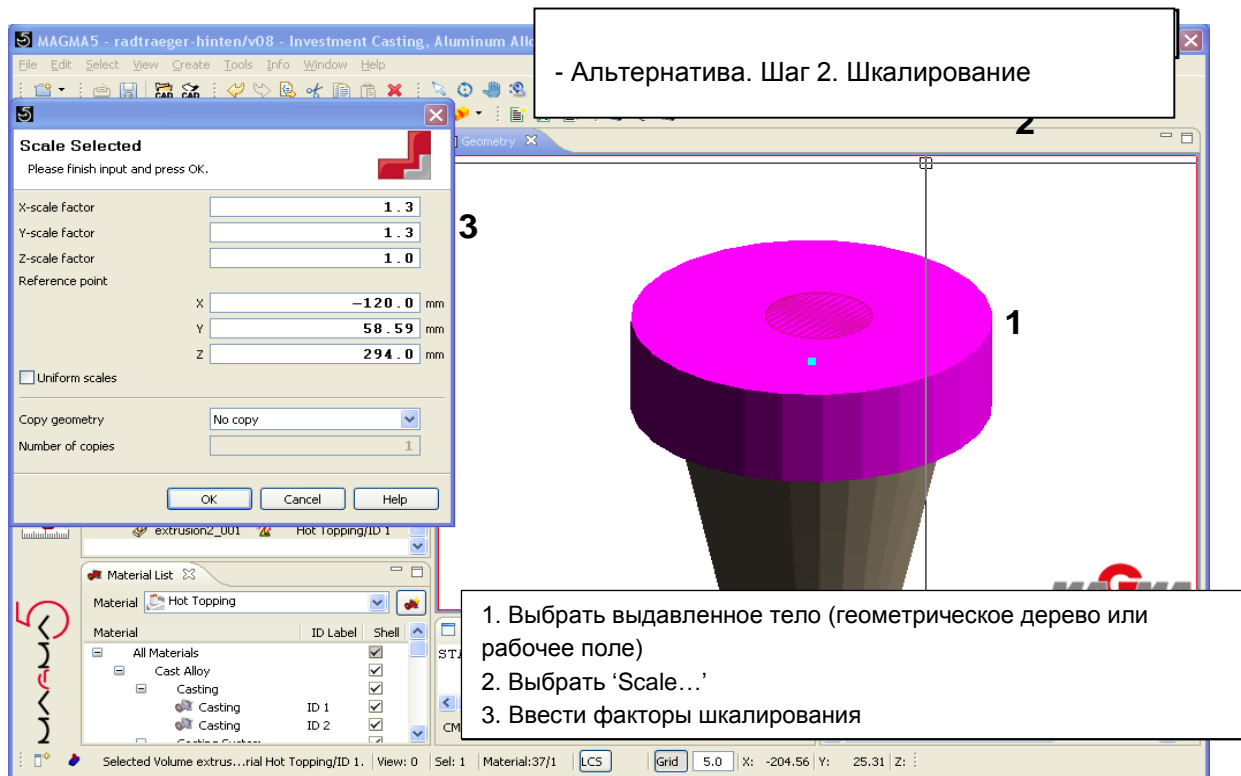 MAGMA5 - radtraeger-hinten/v08 - Investment Casting, Aluminum All
- Альтернатива. Шаг 2. Шкалирование
File Edit Select View Create Tools Info Window Help
CAD CAD
5
Geometry
2
Scale Selected
Please finish input and press OK.
X-scale factor 1.3
Y-scale factor 1.3
Z-scale factor 1.0
Reference point
X -120.0 mm
Y 58.59 mm
Z 294.0 mm
Uniform scales
Copy geometry No copy
Number of copies 1
OK Cancel Help
3
1
extrusion2_001 Hot Topping/ID 1
Material List
Material Hot Topping
Material ID Label Shell
All Materials
Cast Alloy
Casting
Casting ID 1
Casting ID 2
MAGMA5
1. Выбрать выдавленное тело (геометрическое дерево или
рабочее поле)
2. Выбрать ‘Scale…’
3. Ввести факторы шкалирования
Selected Volume extrus...rial Hot Topping/ID 1. View: 0 Sel: 1 Material:37/1 LCS Grid 5.0 X: -204.56 Y: 25.31 Z: